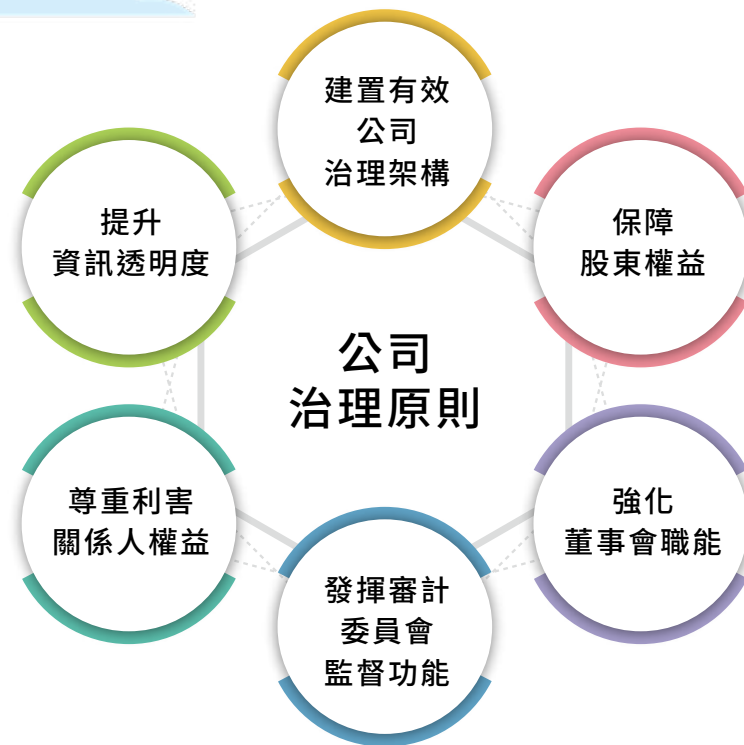 建置有效
公司
治理架構
保障
股東權益
強化
董事會職能
發揮審計
委員會
監督功能
尊重利害
關係人權益
提升
資訊透明度
公司
治理原則